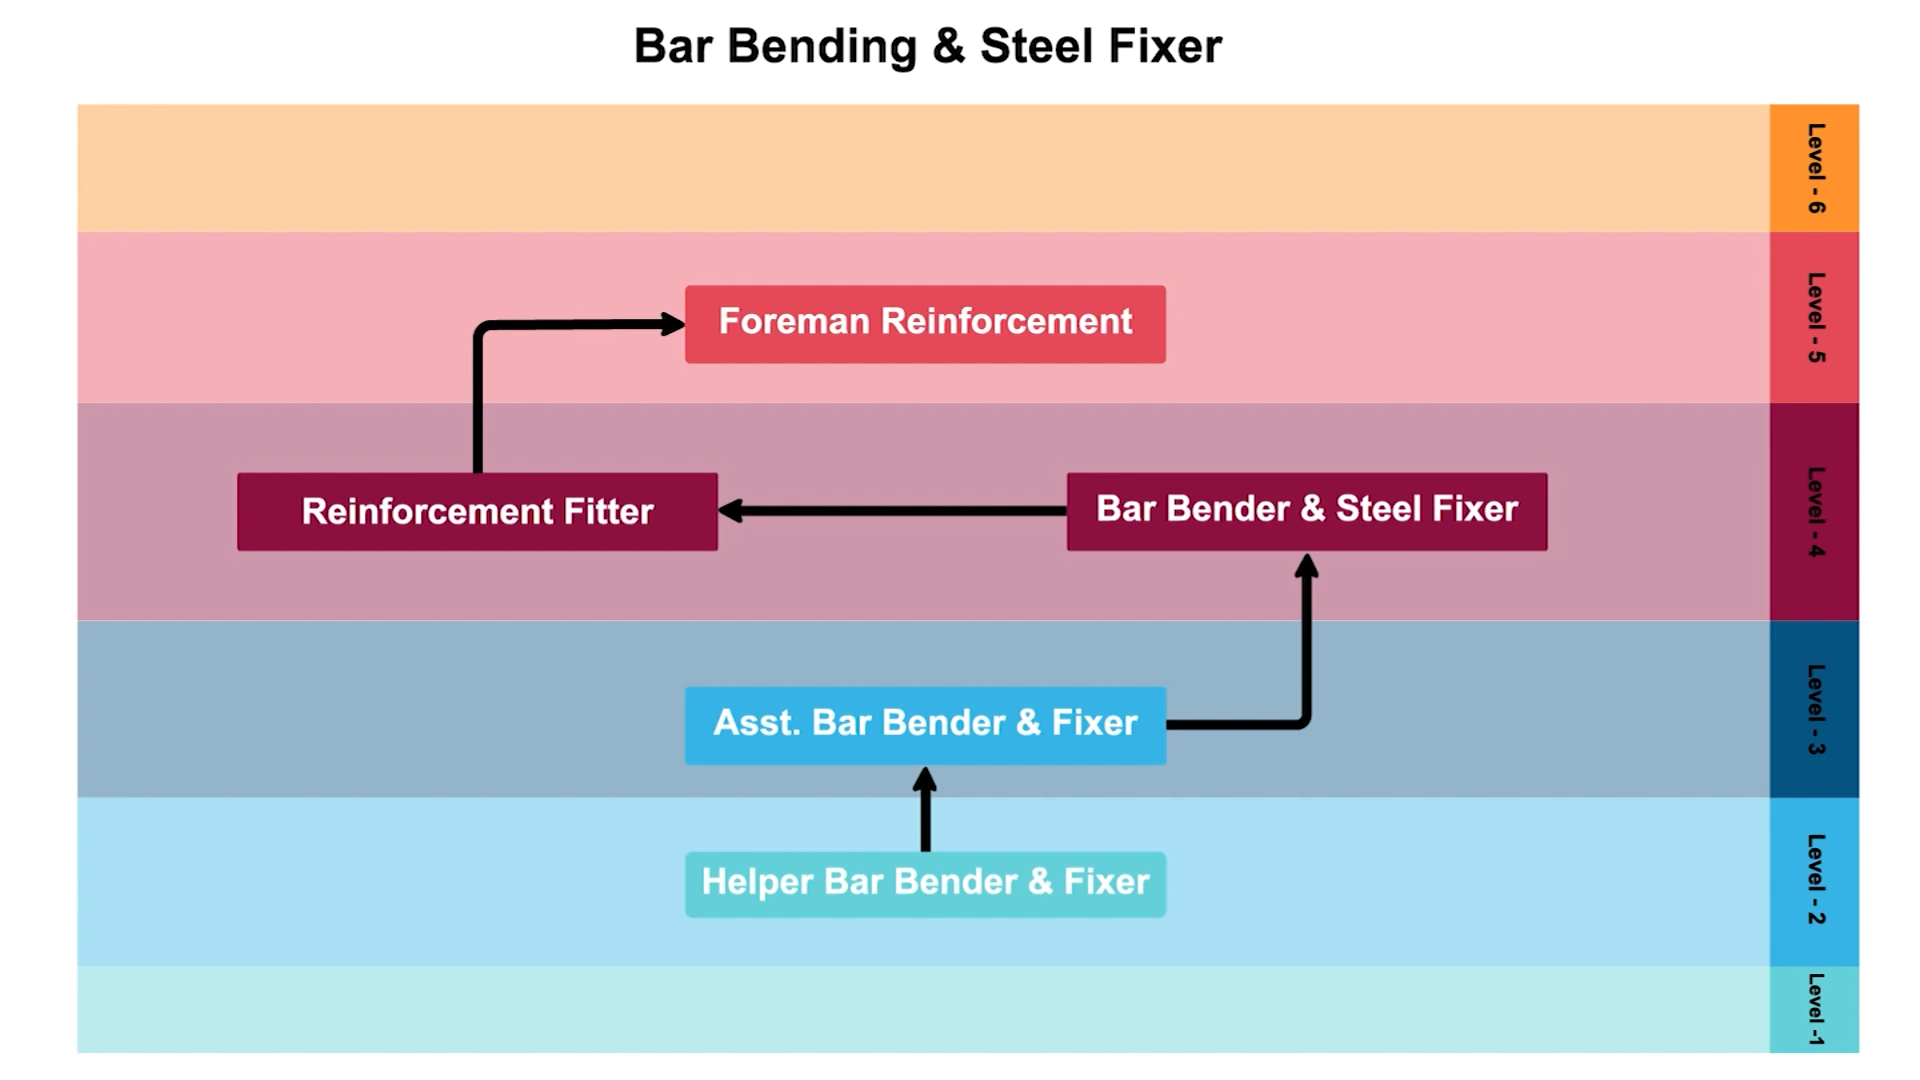 Bar Bending & Steel Fixer
Level - 6
Foreman Reinforcement
Level - 5
Reinforcement Fitter
Bar Bender & Steel Fixer
Level - 4
Asst. Bar Bender & Fixer
Level - 3
Helper Bar Bender & Fixer
Level - 2
Level -1